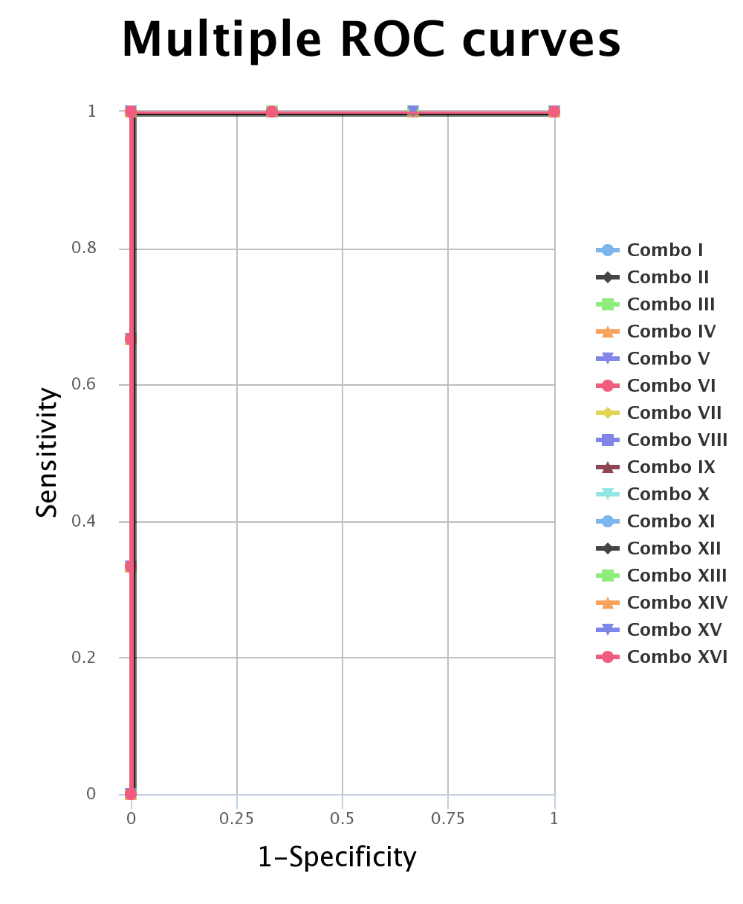 Multiple ROC curves
1
0.8
0.6
0.4
0.2
0
Sensitivity
0
0.25
0.5
0.75
1
1-Specificity
Combo I
Combo II
Combo III
Combo IV
Combo V
Combo VI
Combo VII
Combo VIII
Combo IX
Combo X
Combo XI
Combo XII
Combo XIII
Combo XIV
Combo XV
Combo XVI